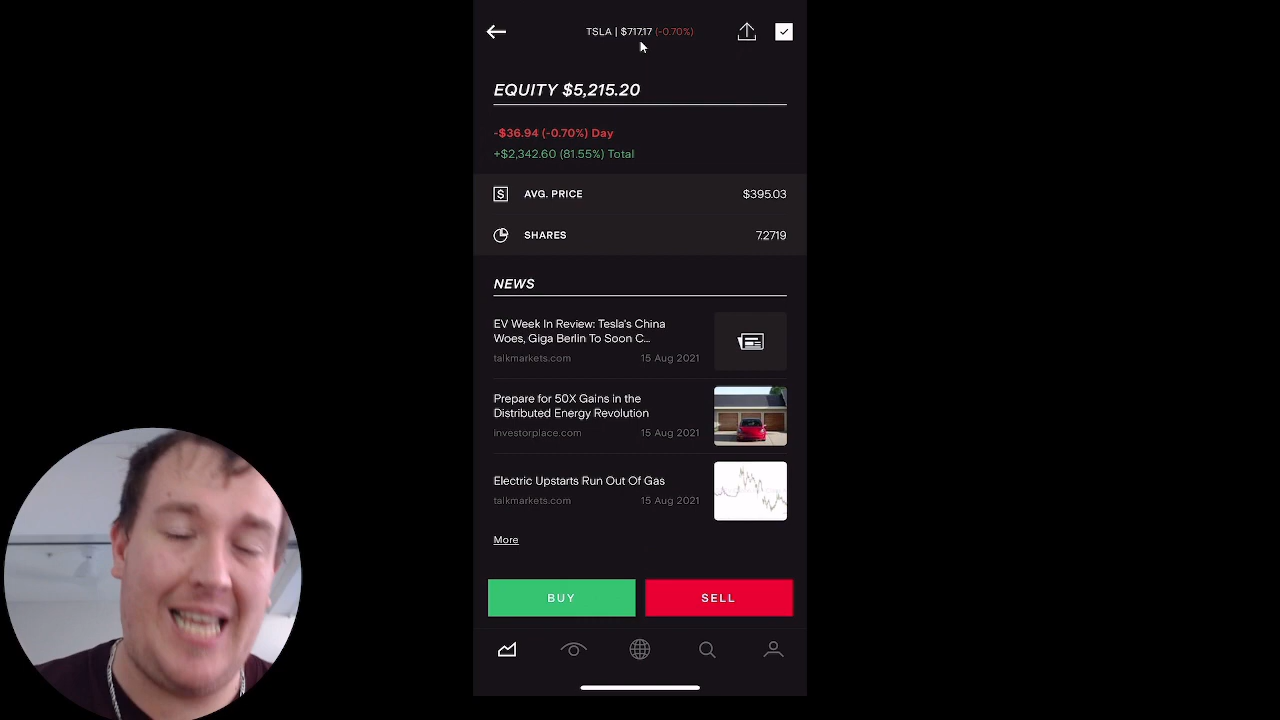 TSLA | $717.17 (-0.70%)
EQUITY $5,215.20
-$36.94 (-0.70%) Day
+$2,342.60 (81.55%) Total
AVG. PRICE $395.03
SHARES 7.2719
NEWS
EV Week In Review: Tesla's China
Woes, Giga Berlin To Soon C...
talkmarkets.com 15 Aug 2021
Prepare for 50X Gains in the
Distributed Energy Revolution
investorplace.com 15 Aug 2021
Electric Upstarts Run Out Of Gas
talkmarkets.com 15 Aug 2021
More
BUY SELL